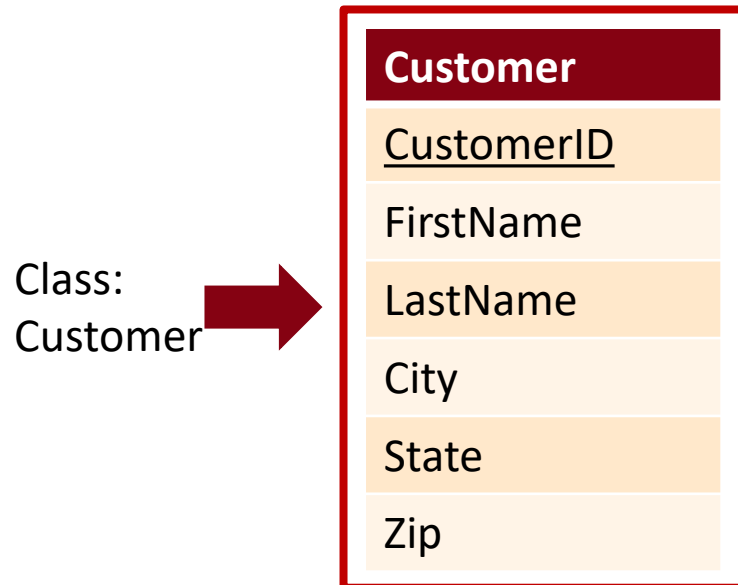 Class:
Customer
Customer
CustomerID
FirstName
LastName
City
State
Zip